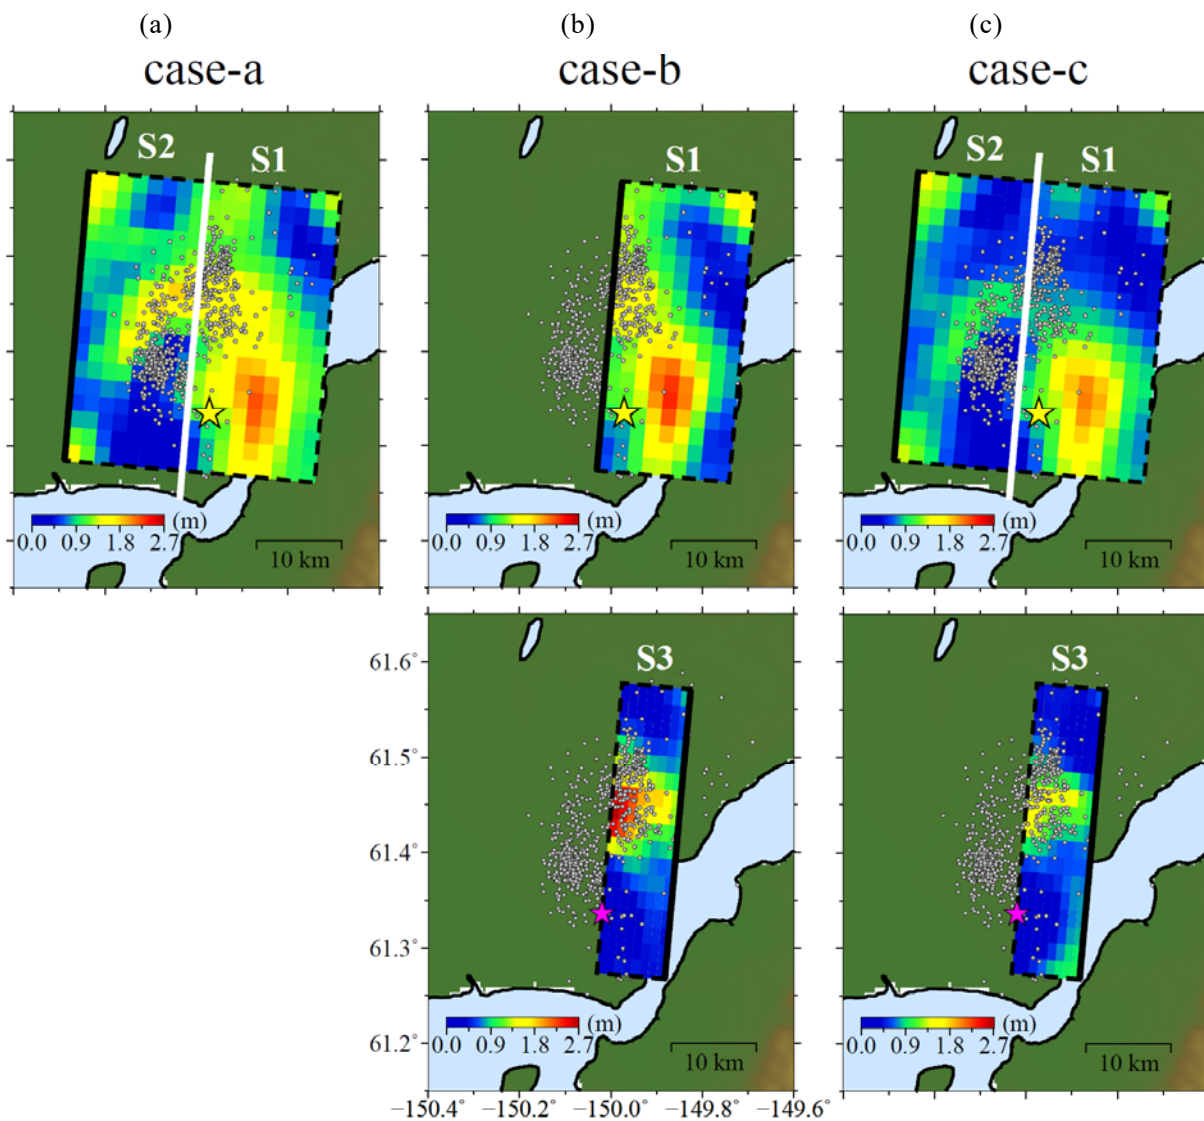 (a) (b) (c)
case-a case-b case-c
S2 S1 S1 S2 S1
(m) (m) (m)
0.0 0.9 1.8 2.7 0.0 0.9 1.8 2.7 0.0 0.9 1.8 2.7
10 km 10 km 10 km
S3 S3
61.6°
61.5°
61.4°
61.3°
61.2°
(m) (m)
0.0 0.9 1.8 2.7 0.0 0.9 1.8 2.7
10 km 10 km
−150.4° −150.2° −150.0° −149.8° −149.6°